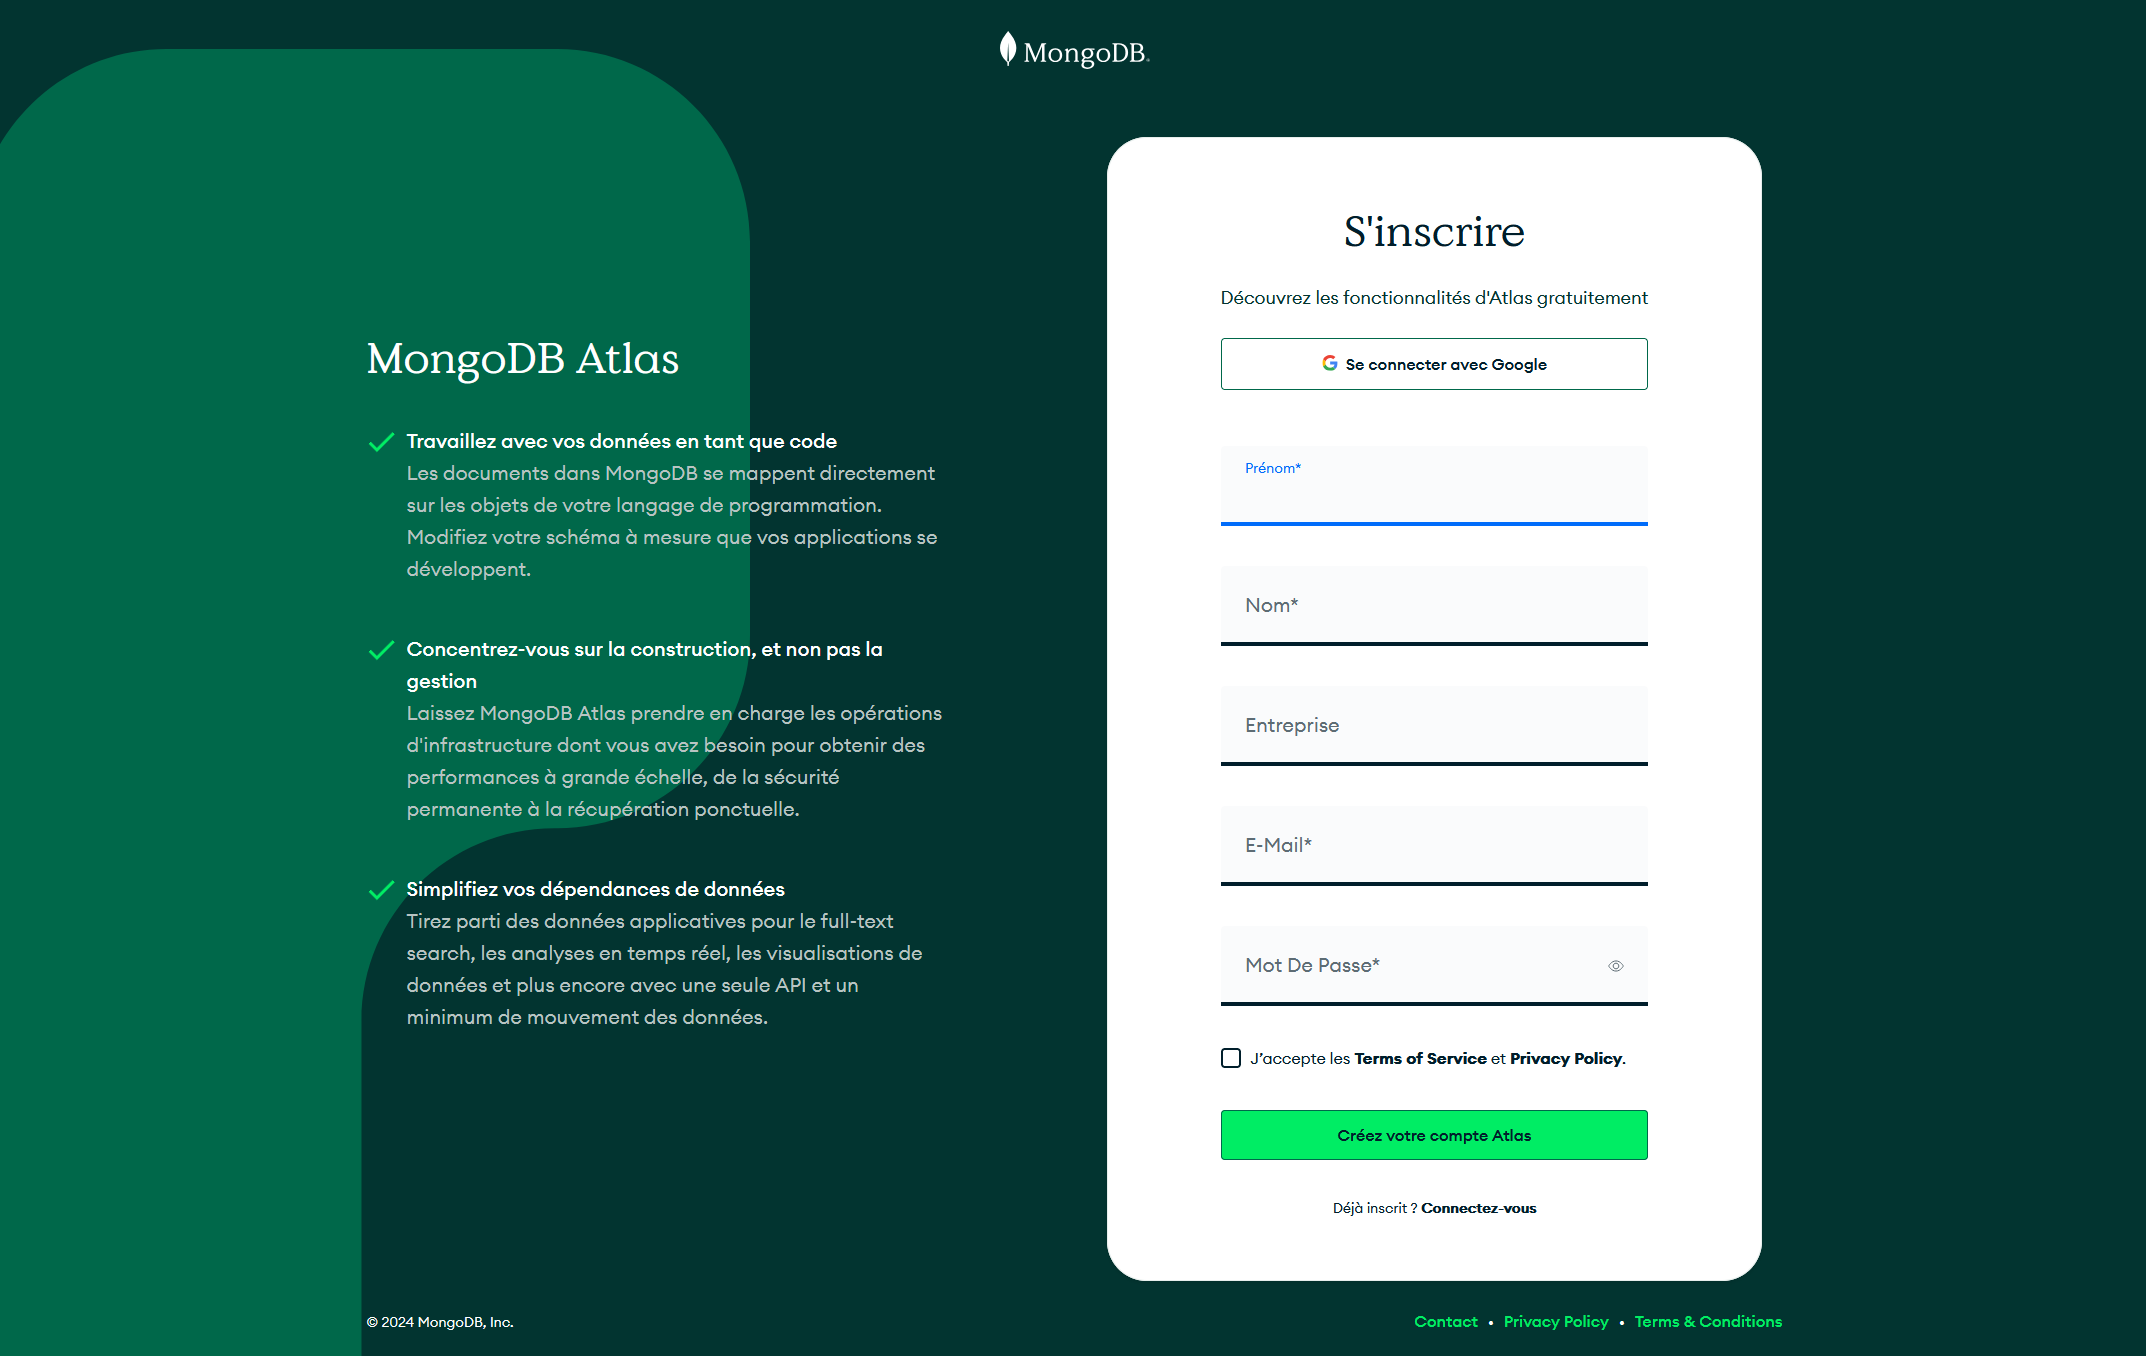 MongoDB.
MongoDB Atlas
Travaillez avec vos données en tant que code
Les documents dans MongoDB se mappent directement
sur les objets de votre langage de programmation.
Modifiez votre schéma à mesure que vos applications se
développent.
Concentrez-vous sur la construction, et non pas la
gestion
Laissez MongoDB Atlas prendre en charge les opérations
d'infrastructure dont vous avez besoin pour obtenir des
performances à grande échelle, de la sécurité
permanente à la récupération ponctuelle.
Simplifiez vos dépendances de données
Tirez parti des données applicatives pour le full-text
search, les analyses en temps réel, les visualisations de
données et plus encore avec une seule API et un
minimum de mouvement des données.
S'inscrire
Découvrez les fonctionnalités d'Atlas gratuitement
Se connecter avec Google
Prénom*
Nom*
Entreprise
E-Mail*
Mot De Passe*
J’accepte les Terms of Service et Privacy Policy.
Créez votre compte Atlas
Déjà inscrit ? Connectez-vous
© 2024 MongoDB, Inc.
Contact • Privacy Policy • Terms & Conditions